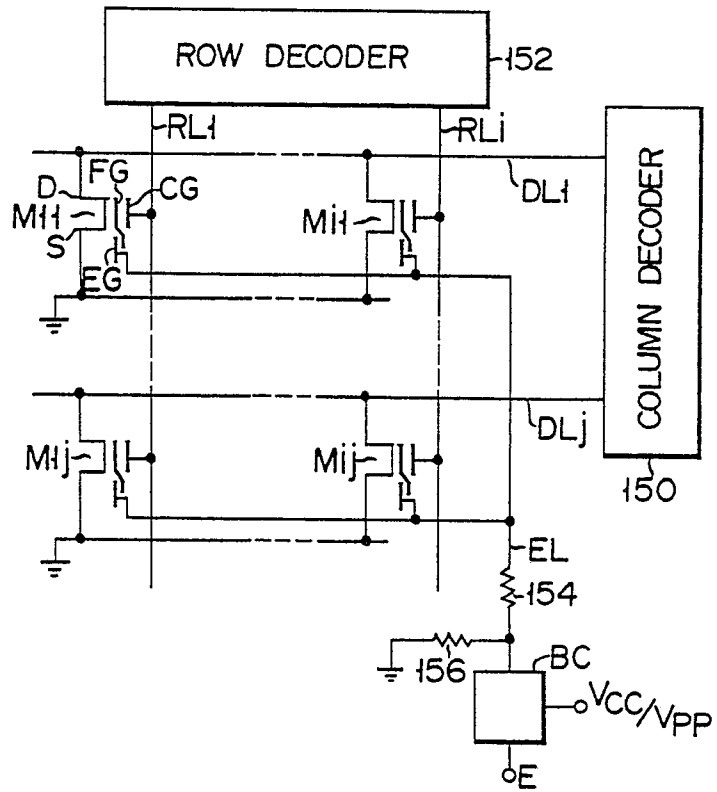 ROW DECODER
152
RL1
RLi
DL1
FG
D
CG
M11
Mi1
S
EG
COLUMN DECODER
DLj
M1j
Mij
150
EL
154
156
BC
VCC/VPP
E